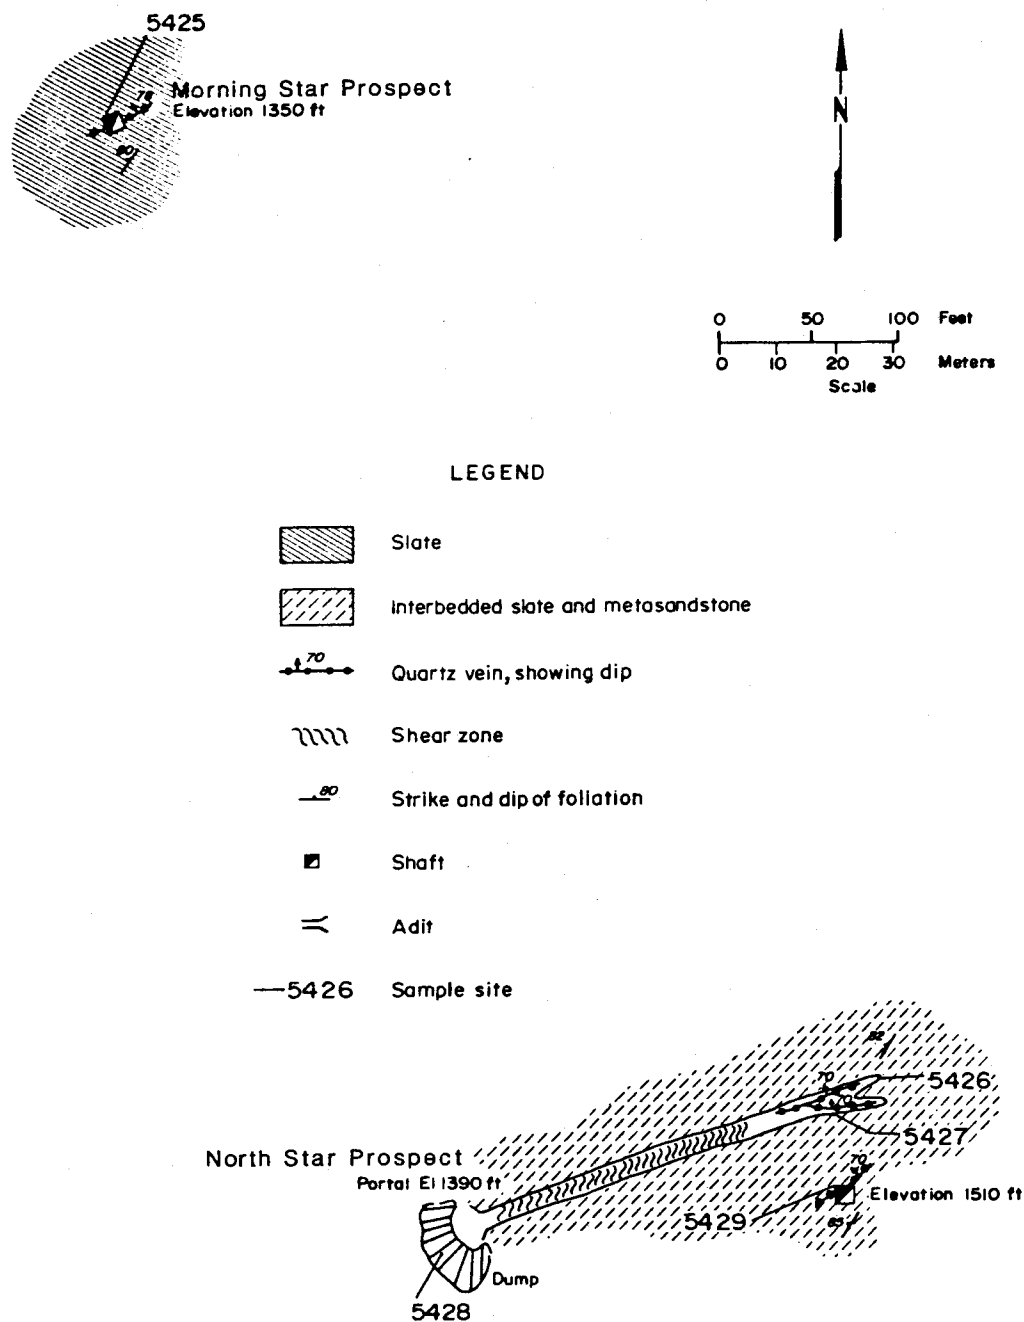 5425
Morning Star Prospect
Elevation 1350 ft
78
80
N
0 50 100 Feet
0 10 20 30 Meters
Scale
LEGEND
Slate
Interbedded slate and metasandstone
70
Quartz vein, showing dip
Shear zone
80
Strike and dip of foliation
Shaft
Adit
5426 Sample site
82
70
5426
70
5427
North Star Prospect
Portal El 1390 ft
70
Elevation 1510 ft
5429
85
Dump
5428